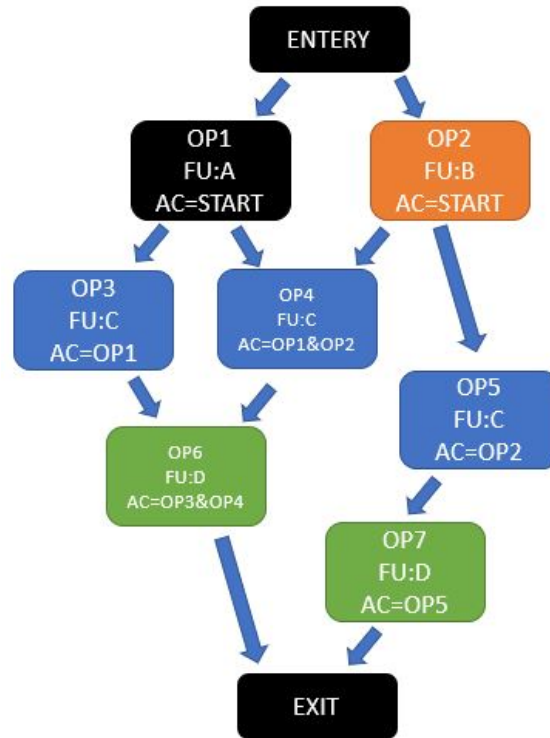 ENTERY
OP1
FU:A
AC=START
OP2
FU:B
AC=START
OP3
FU:C
AC=OP1
OP4
FU:C
AC=OP1&OP2
OP5
FU:C
AC=OP2
OP6
FU:D
AC=OP3&OP4
OP7
FU:D
AC=OP5
EXIT